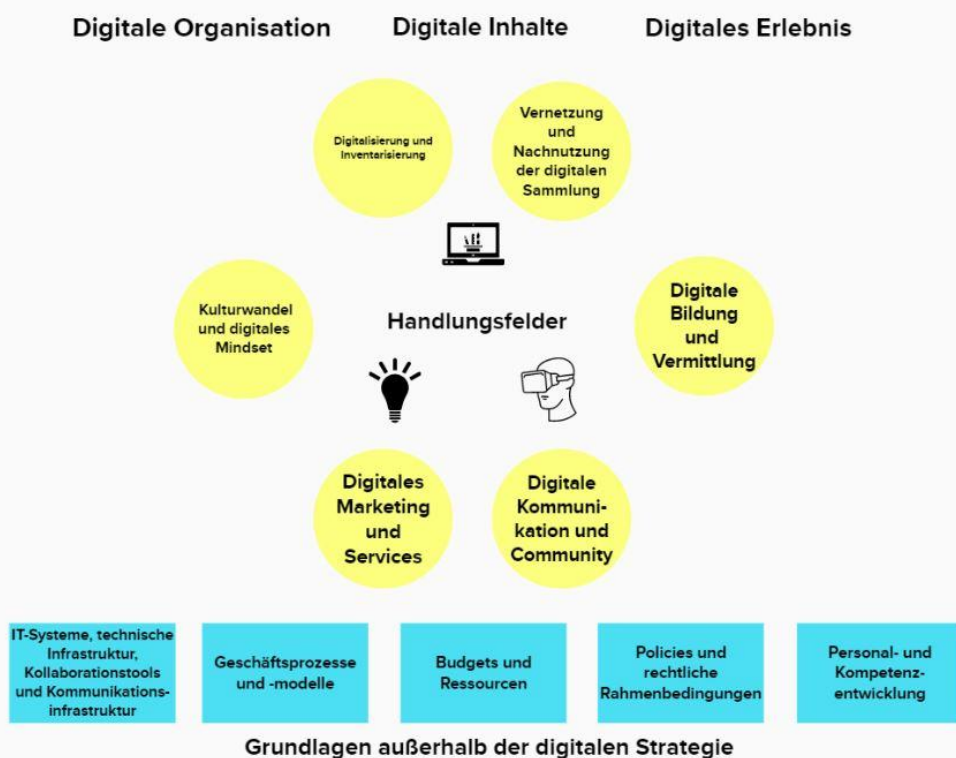 Digitale Organisation
Digitale Inhalte
Digitales Erlebnis
Digitalisierung und
Inventarisierung
Vernetzung
und
Nachnutzung
der digitalen
Sammlung
Kulturwandel
und digitales
Mindset
Handlungsfelder
Digitale
Bildung
und
Vermittlung
Digitales
Marketing
und
Services
Digitale
Kommuni-
kation und
Community
IT-Systeme, technische
Infrastruktur,
Kollaborationstools
und Kommunikations-
infrastruktur
Geschäftsprozesse
und -modelle
Budgets und
Ressourcen
Policies und
rechtliche
Rahmenbedingungen
Personal- und
Kompetenz-
entwicklung
Grundlagen außerhalb der digitalen Strategie